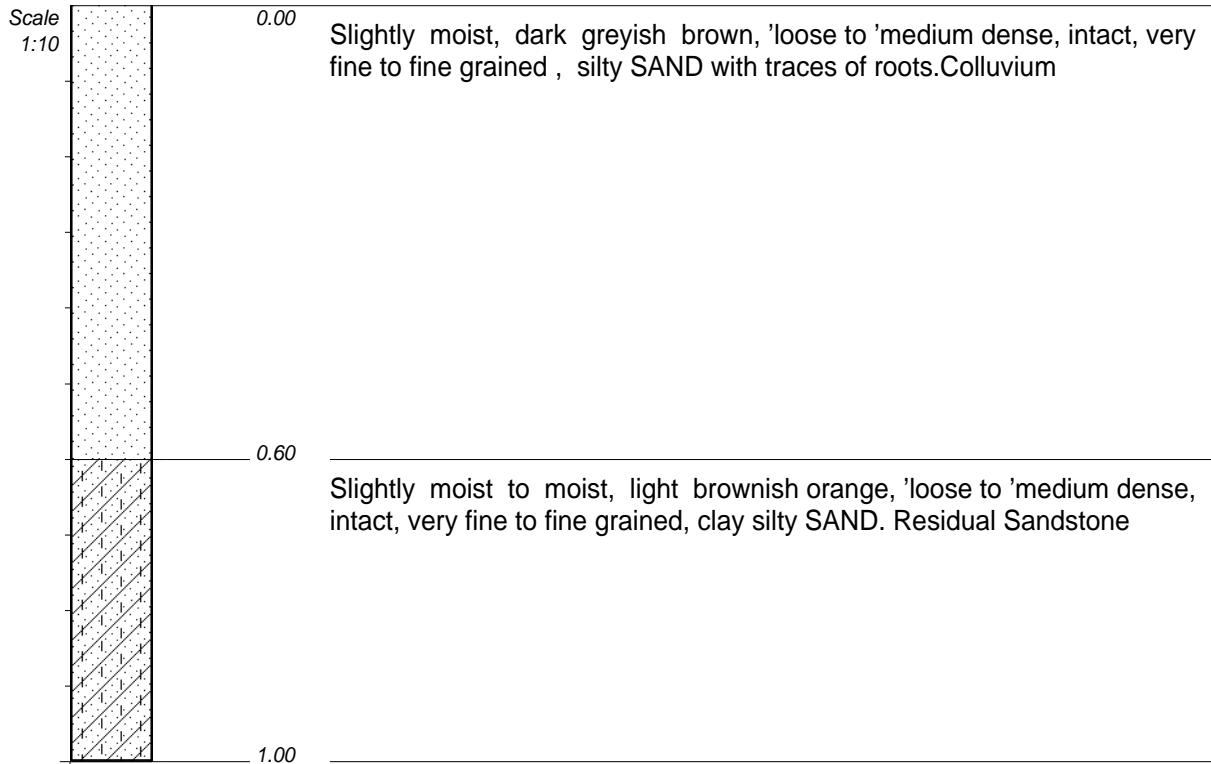 Scale
1:10
0.00
Slightly moist, dark greyish brown, 'loose to 'medium dense, intact, very
fine to fine grained , silty SAND with traces of roots.Colluvium
0.60
Slightly moist to moist, light brownish orange, 'loose to 'medium dense,
intact, very fine to fine grained, clay silty SAND. Residual Sandstone
1.00